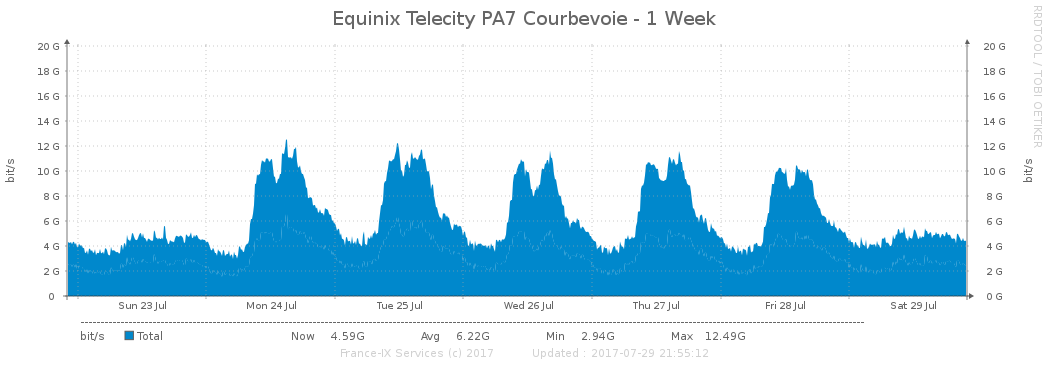 Equinix Telecity PA7 Courbevoie - 1 Week
RRDTOOL / TOBI OETIKER
bit/s
20 G
18 G
16 G
14 G
12 G
10 G
8 G
6 G
4 G
2 G
0
20 G
18 G
16 G
14 G
12 G
10 G
8 G
6 G
4 G
2 G
0 G
bit/s
Sun 23 Jul Mon 24 Jul Tue 25 Jul Wed 26 Jul Thu 27 Jul Fri 28 Jul Sat 29 Jul
bit/s Total Now 4.59G Avg 6.22G Min 2.94G Max 12.49G
France-IX Services (c) 2017 Updated : 2017-07-29 21:55:12